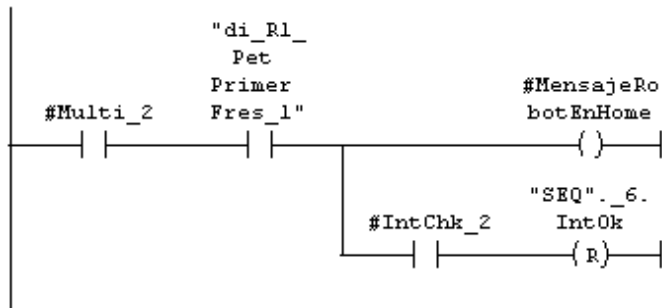 "di_R1_
Pet
Primer
#Multi_2 Fres_1"
#MensajeRo
botEnHome
( )
#IntChk_2
"SEQ"._6.
IntOk
(R)